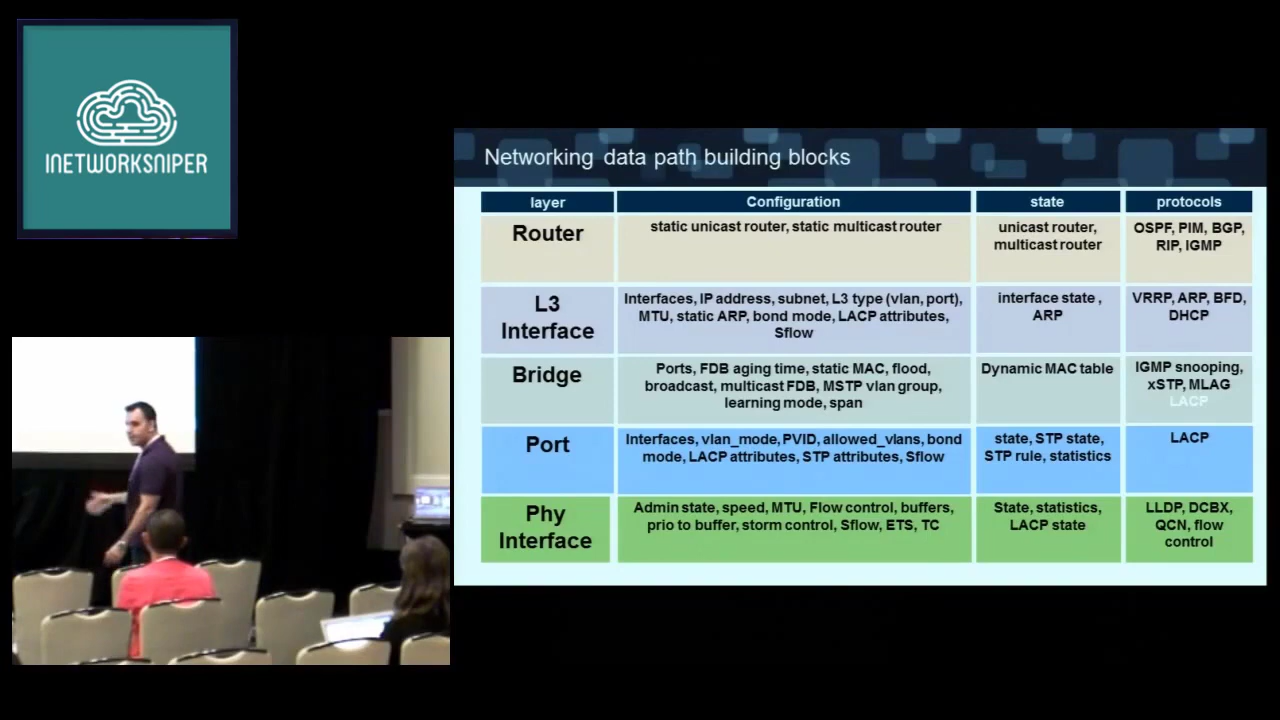 INETWORKSNIPER
Networking data path building blocks
layer
Configuration
state
protocols
Router
static unicast router, static multicast router
unicast router,
multicast router
OSPF, PIM, BGP,
RIP, IGMP
L3
Interface
Interfaces, IP address, subnet, L3 type (vlan, port),
MTU, static ARP, bond mode, LACP attributes,
Sflow
interface state ,
ARP
VRRP, ARP, BFD,
DHCP
Bridge
Ports, FDB aging time, static MAC, flood,
broadcast, multicast FDB, MSTP vlan group,
learning mode, span
Dynamic MAC table
IGMP snooping,
xSTP, MLAG
LACP
Port
Interfaces, vlan_mode, PVID, allowed_vlans, bond
mode, LACP attributes, STP attributes, Sflow
state, STP state,
STP rule, statistics
LACP
Phy
Interface
Admin state, speed, MTU, Flow control, buffers,
prio to buffer, storm control, Sflow, ETS, TC
State, statistics,
LACP state
LLDP, DCBX,
QCN, flow
control